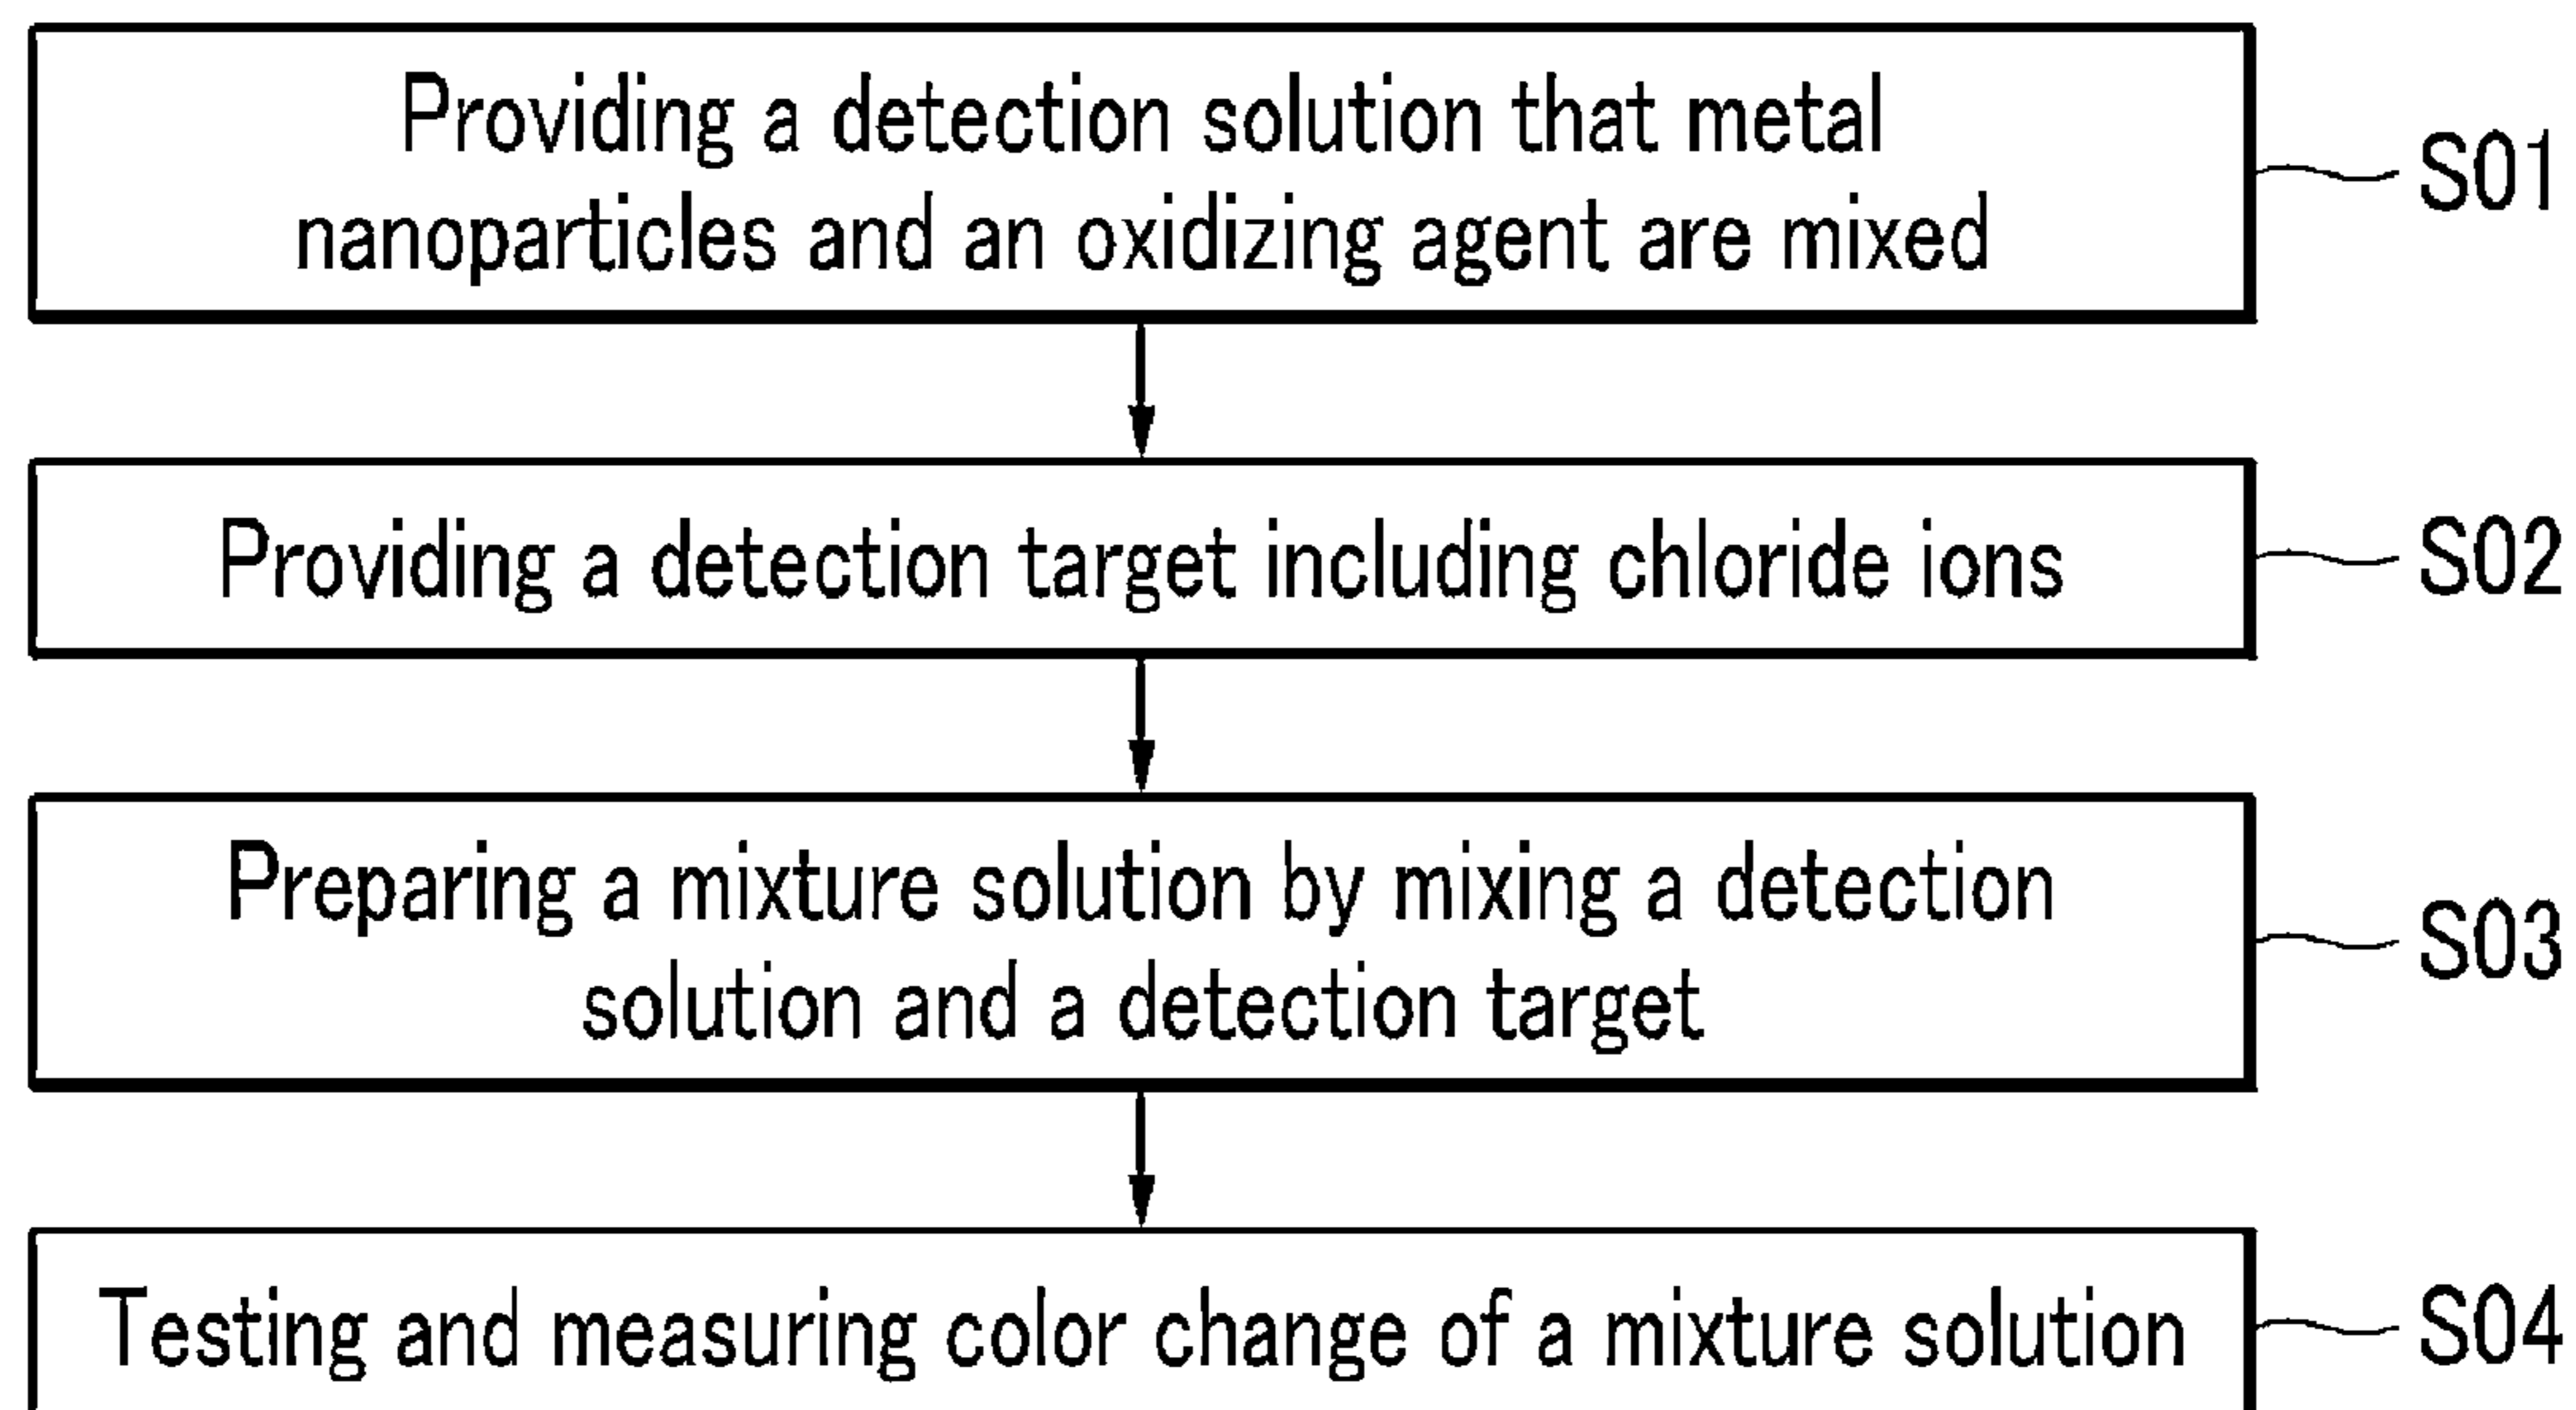 Providing a detection solution that metal
nanoparticles and an oxidizing agent are mixed
S01
Providing a detection target including chloride ions
S02
Preparing a mixture solution by mixing a detection
solution and a detection target
S03
Testing and measuring color change of a mixture solution
S04